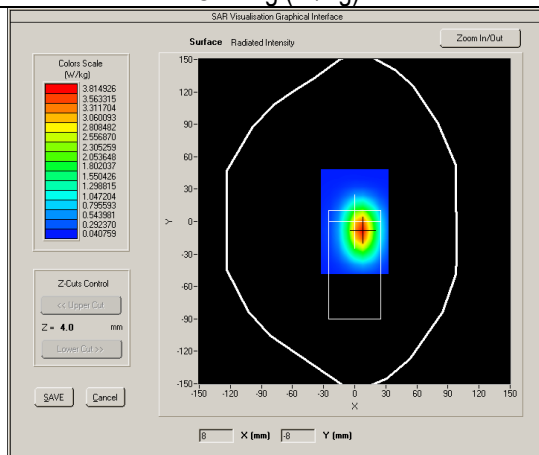 SAR Visualisation Graphical Interface
Surface Radiated Intensity
Zoom In/Out
Colors Scale
(W/kg)
3.814926
3.563315
3.311704
3.060093
2.808482
2.556870
2.305259
2.053648
1.802037
1.550426
1.298815
1.047204
0.795593
0.543981
0.292370
0.040759
Z-Cuts Control
<< Upper Cut
Z = 4.0 mm
Lower Cut >>
SAVE Cancel
150
120
90
60
30
0
-30
-60
-90
-120
-150
Y
-150 -120 -90 -60 -30 0 30 60 90 120 150
X
8 X (mm) -8 Y (mm)